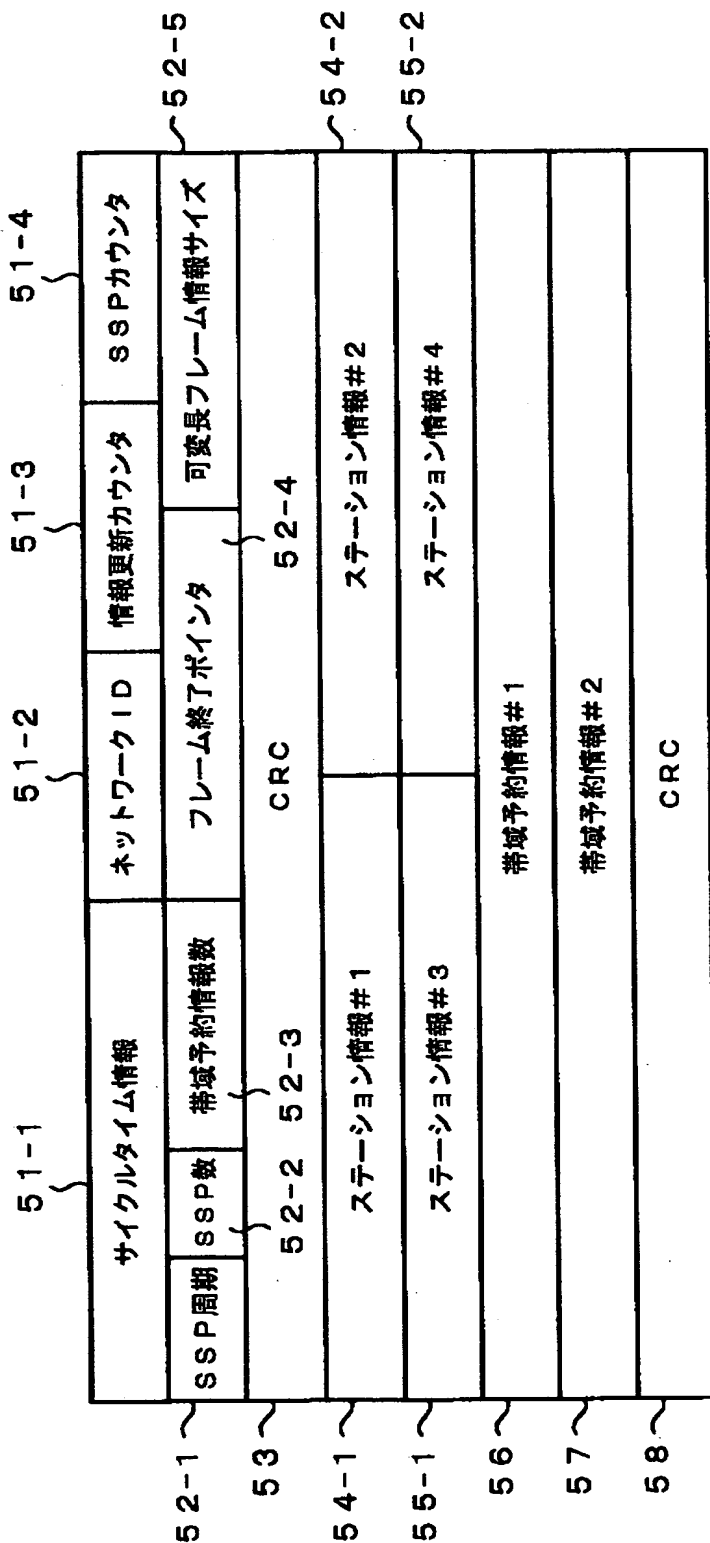 51-1 51-2 51-3 51-4
サイクルタイム情報 ネットワークID 情報更新カウンタ SSPカウンタ
52-1 SSP周期 SSP数 帯域予約情報数 フレーム終了ポインタ 可変長フレーム情報サイズ 52-5
52-2 52-3 52-4
53 CRC
54-1 ステーション情報#1 ステーション情報#2 54-2
55-1 ステーション情報#3 ステーション情報#4 55-2
56 帯域予約情報#1
57 帯域予約情報#2
58 CRC